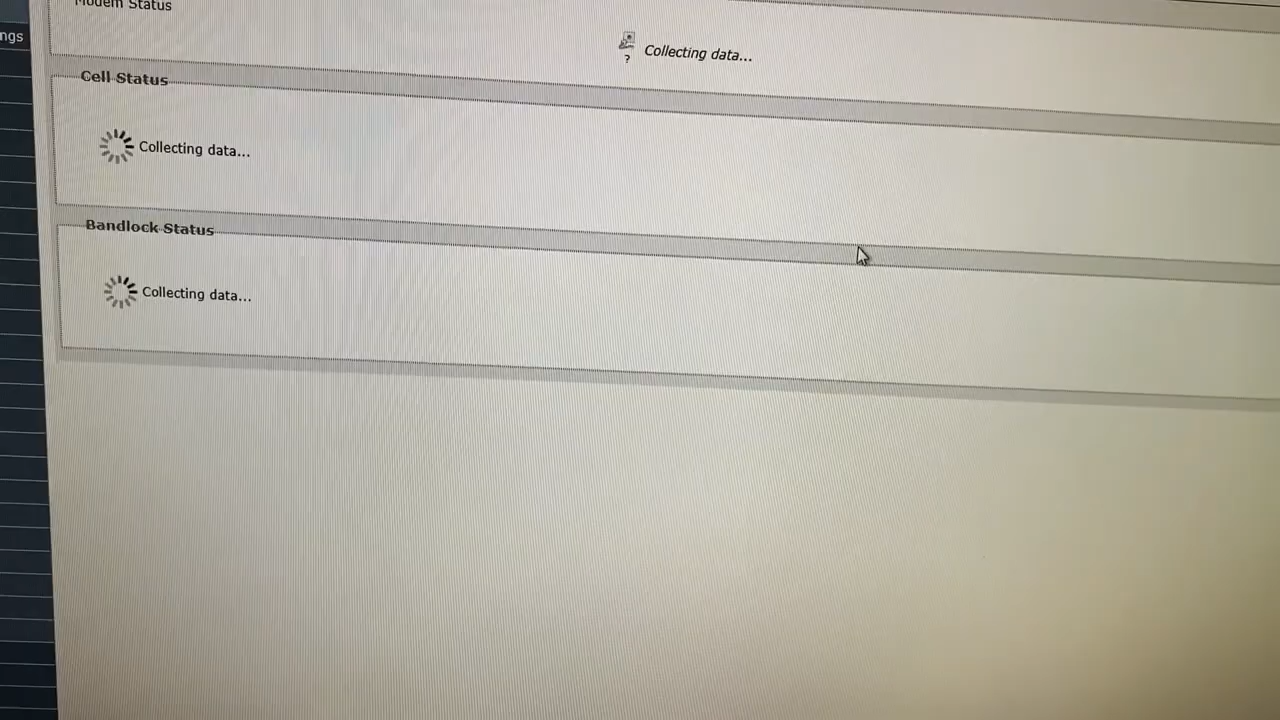 ngs
Modem Status
?
Collecting data...
Cell Status
Collecting data...
Bandlock Status
Collecting data...